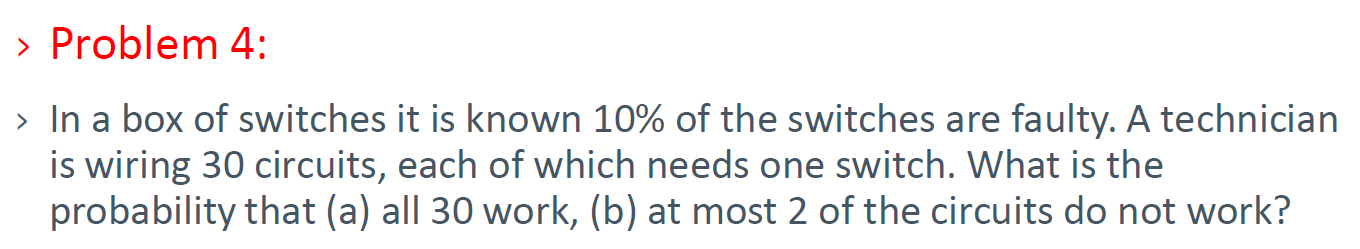 › Problem 4:
› In a box of switches it is known 10% of the switches are faulty. A technician
is wiring 30 circuits, each of which needs one switch. What is the
probability that (a) all 30 work, (b) at most 2 of the circuits do not work?